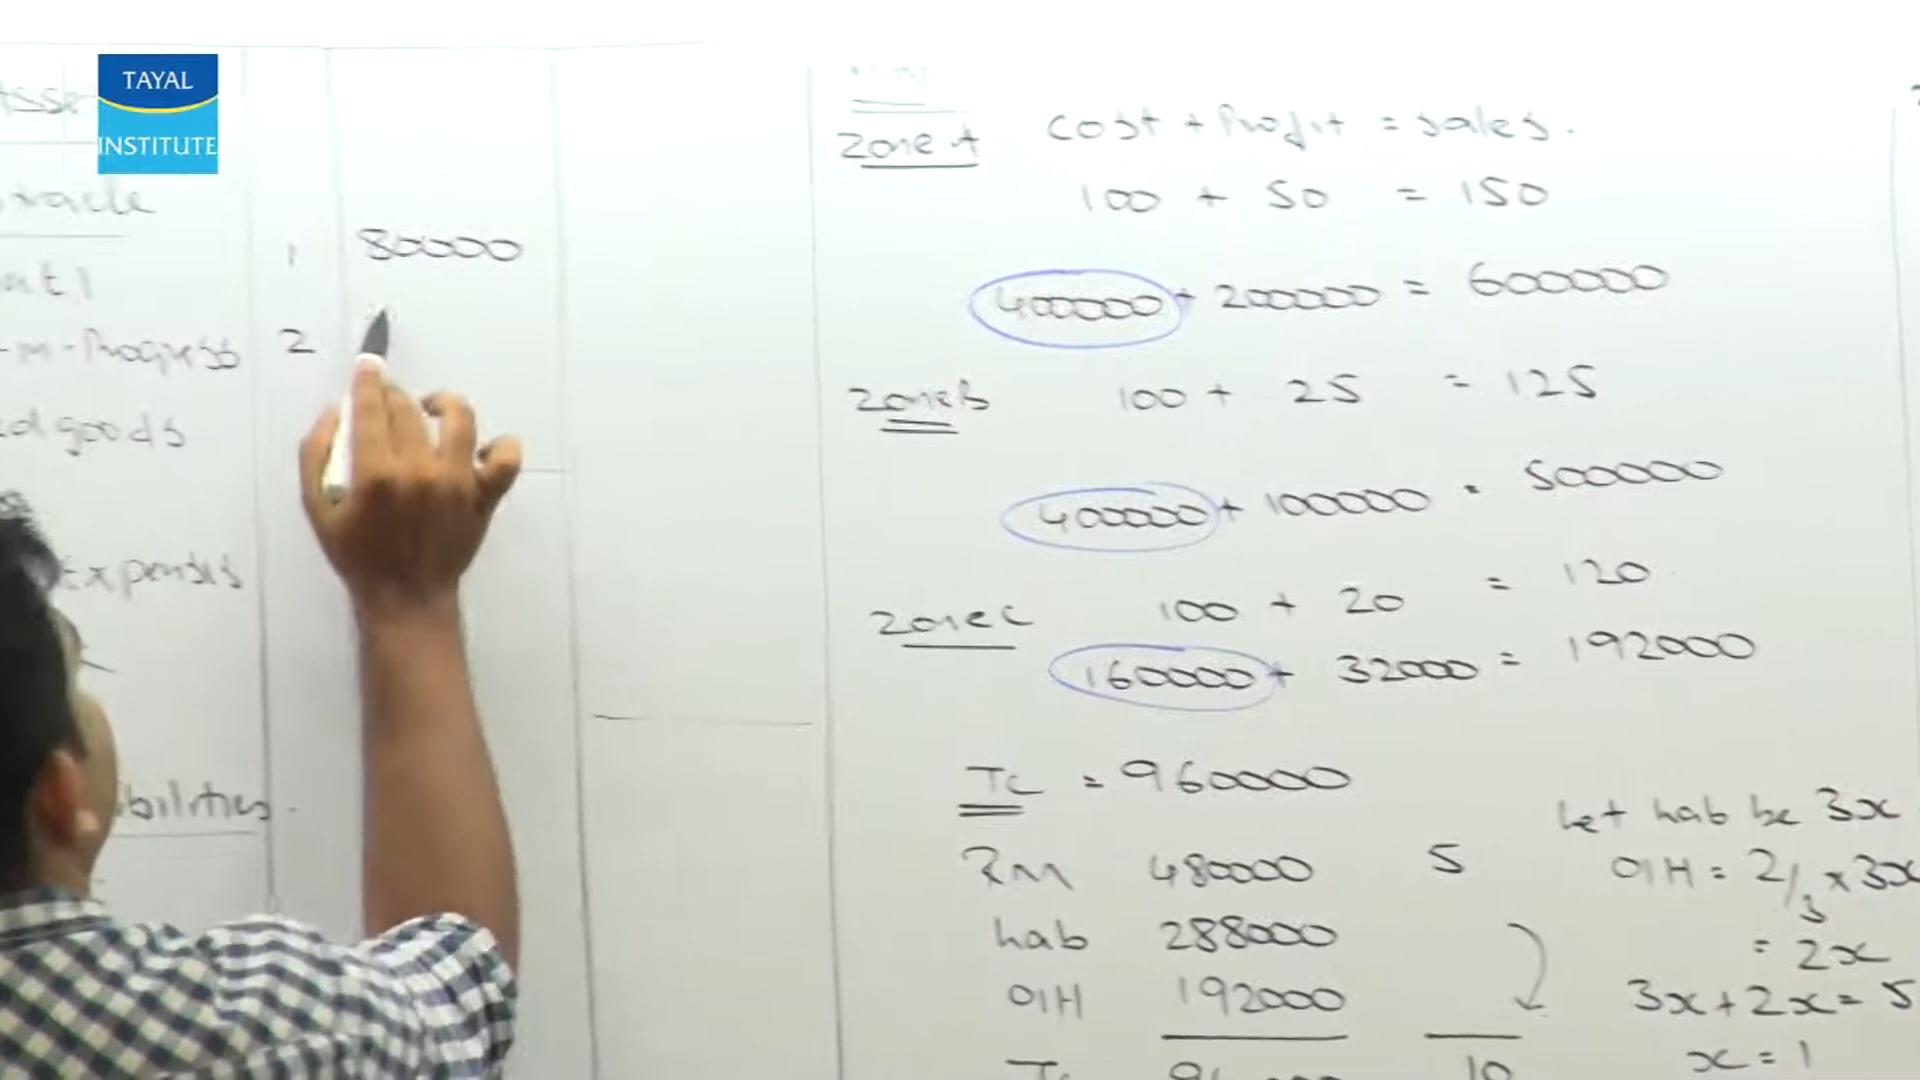 TAYAL
INSTITUTE
1 80000
2
Zone A Cost + Profit = Sales.
100 + 50 = 150
400000 + 200000 = 600000
Zone B 100 + 25 = 125
400000 + 100000 = 500000
Zone C 100 + 20 = 120
160000 + 32000 = 192000
TC = 960000
RM 480000 5
lab 288000
O/H 192000
10
let lab be 3x
O/H = 2/3 x 3x
= 2x
3x + 2x = 5
x = 1
-m-Progress
goods
Expenses